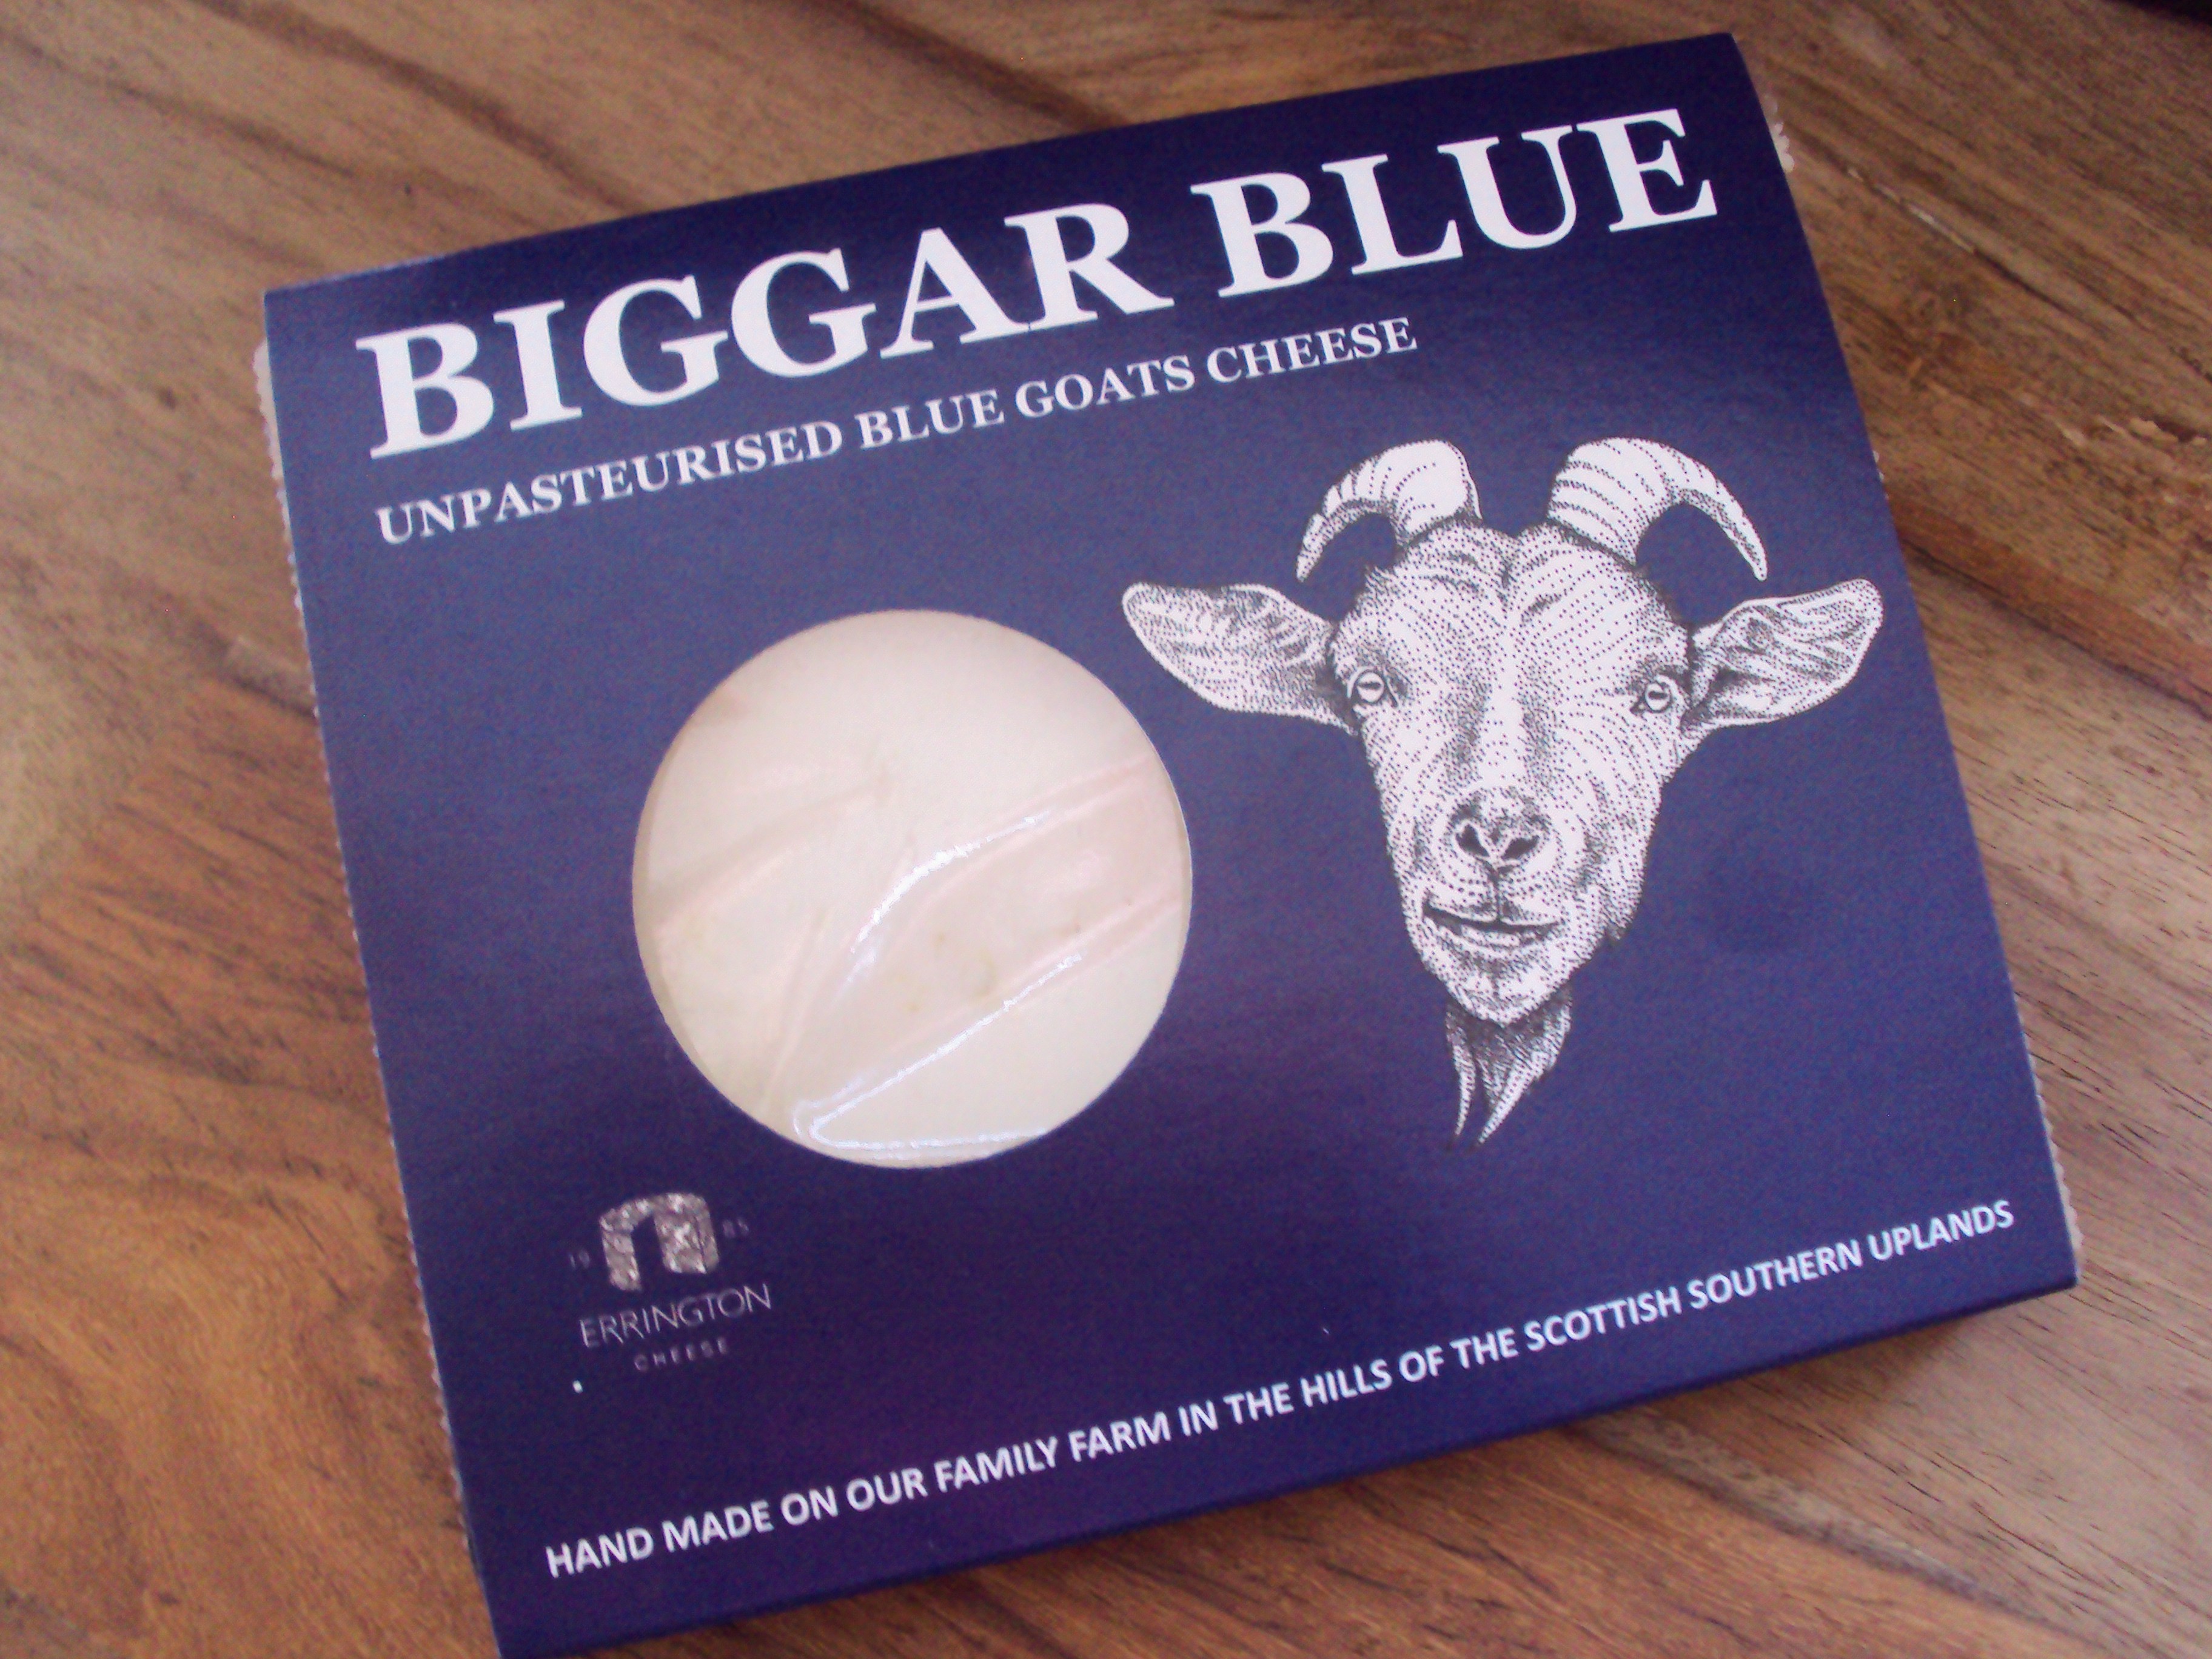 BIGGAR BLUE
UNPASTEURISED BLUE GOATS CHEESE
19 85
ERRINGTON
CHEESE
HAND MADE ON OUR FAMILY FARM IN THE HILLS OF THE SCOTTISH SOUTHERN UPLANDS